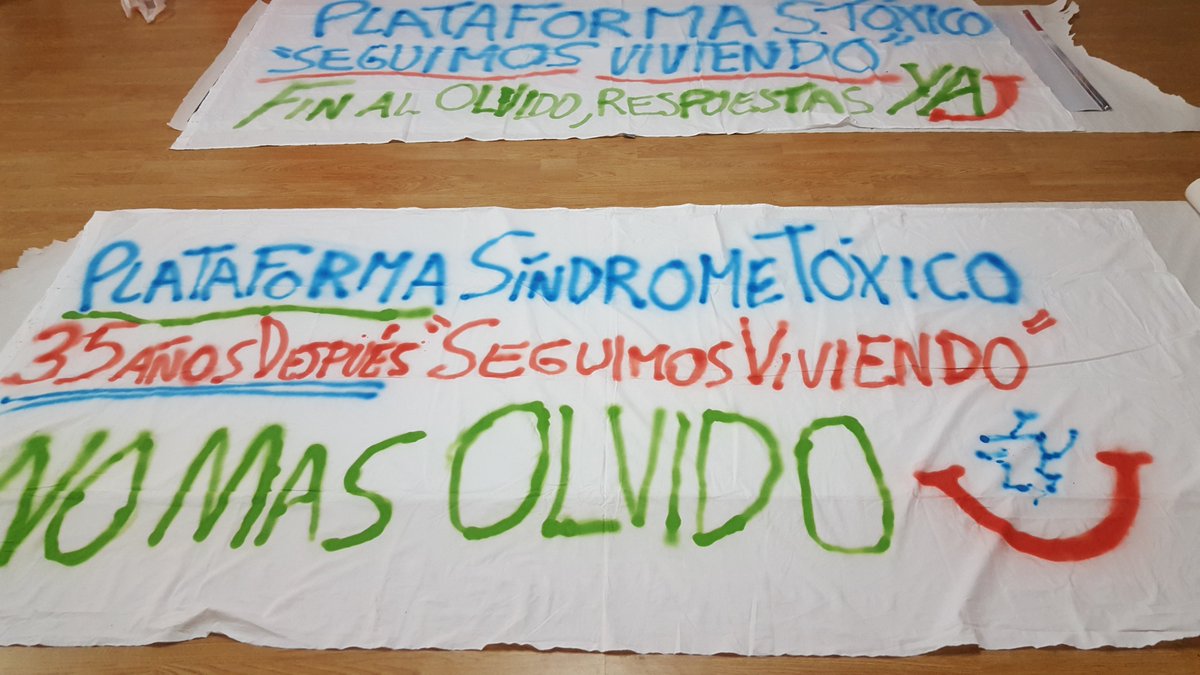 PLATAFORMA S. TÓXICO
"SEGUIMOS VIVIENDO"
FIN AL OLVIDO, RESPUESTAS YA
PLATAFORMA SÍNDROME TÓXICO
35 AÑOS DESPUÉS "SEGUIMOS VIVIENDO"
NO MAS OLVIDO